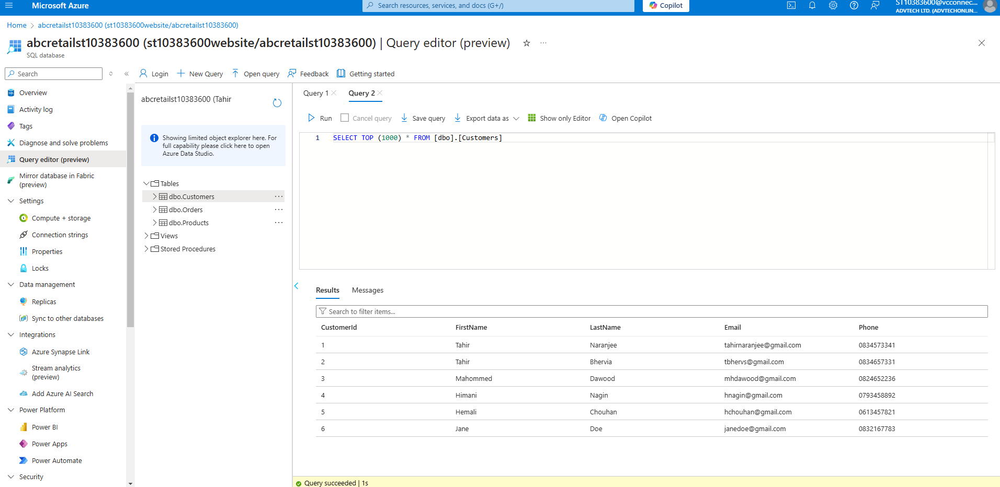 Microsoft Azure
Search resources, services, and docs (G+/)
Copilot
ST10383600@vcconnec...
ADVTECH LTD. (ADVTECHONLIN...
Home > abcretailst10383600 (st10383600website/abcretailst10383600)
abcretailst10383600 (st10383600website/abcretailst10383600) | Query editor (preview)
SQL database
Search
Login
New Query
Open query
Feedback
Getting started
Overview
Activity log
Tags
Diagnose and solve problems
Query editor (preview)
Mirror database in Fabric
(preview)
Settings
Compute + storage
Connection strings
Properties
Locks
Data management
Replicas
Sync to other databases
Integrations
Azure Synapse Link
Stream analytics
(preview)
Add Azure AI Search
Power Platform
Power BI
Power Apps
Power Automate
Security
abcretailst10383600 (Tahir
Showing limited object explorer here. For
full capability please click here to open
Azure Data Studio.
Tables
dbo.Customers
dbo.Orders
dbo.Products
Views
Stored Procedures
Query 1
Query 2
Run
Cancel query
Save query
Export data as
Show only Editor
Open Copilot
1 SELECT TOP (1000) * FROM [dbo].[Customers]
Results
Messages
Search to filter items...
CustomerId FirstName LastName Email Phone
1 Tahir Naranjee tahirnaranjee@gmail.com 0834573341
2 Tahir Bhervia tbhervs@gmail.com 0834657331
3 Mahommed Dawood mhdawood@gmail.com 0824652236
4 Himani Nagin hnagin@gmail.com 0793458892
5 Hemali Chouhan hchouhan@gmail.com 0613457821
6 Jane Doe janedoe@gmail.com 0832167783
Query succeeded | 1s